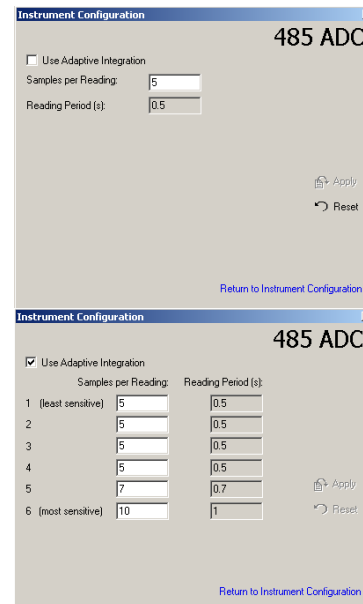 Instrument Configuration
485 ADC
Use Adaptive Integration
Samples per Reading: 5
Reading Period (s): 0.5
Apply
Reset
Return to Instrument Configuration
Instrument Configuration
485 ADC
Use Adaptive Integration
Samples per Reading: Reading Period (s):
1 (least sensitive) 5 0.5
2 5 0.5
3 5 0.5
4 5 0.5
5 7 0.7
6 (most sensitive) 10 1
Apply
Reset
Return to Instrument Configuration